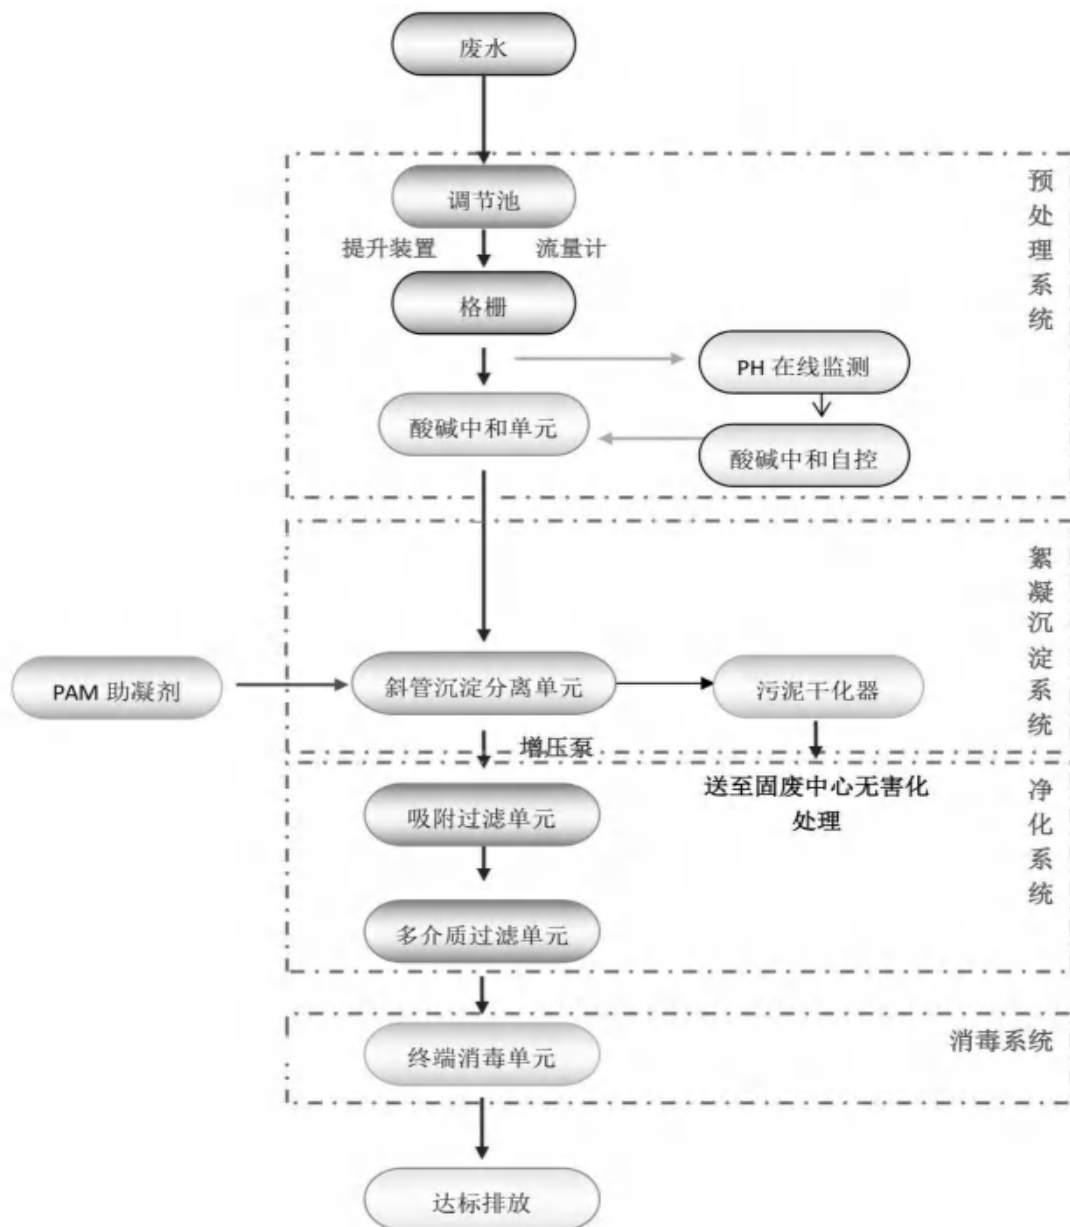 废水
调节池
预处理系统
提升装置
流量计
格栅
PH 在线监测
酸碱中和单元
酸碱中和自控
絮凝沉淀系统
PAM 助凝剂
斜管沉淀分离单元
污泥干化器
增压泵
送至固废中心无害化
处理
净化系统
吸附过滤单元
多介质过滤单元
消毒系统
终端消毒单元
达标排放